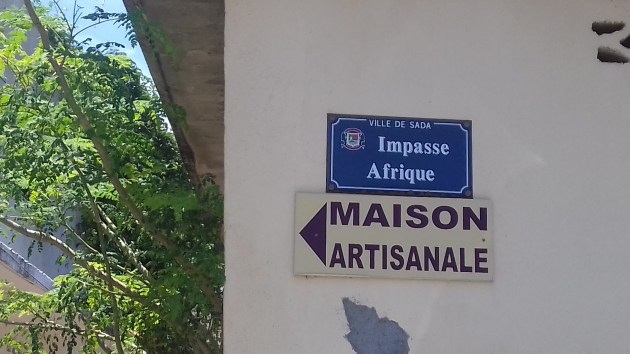 VILLE DE SADA
Impasse
Afrique
MAISON
ARTISANALE